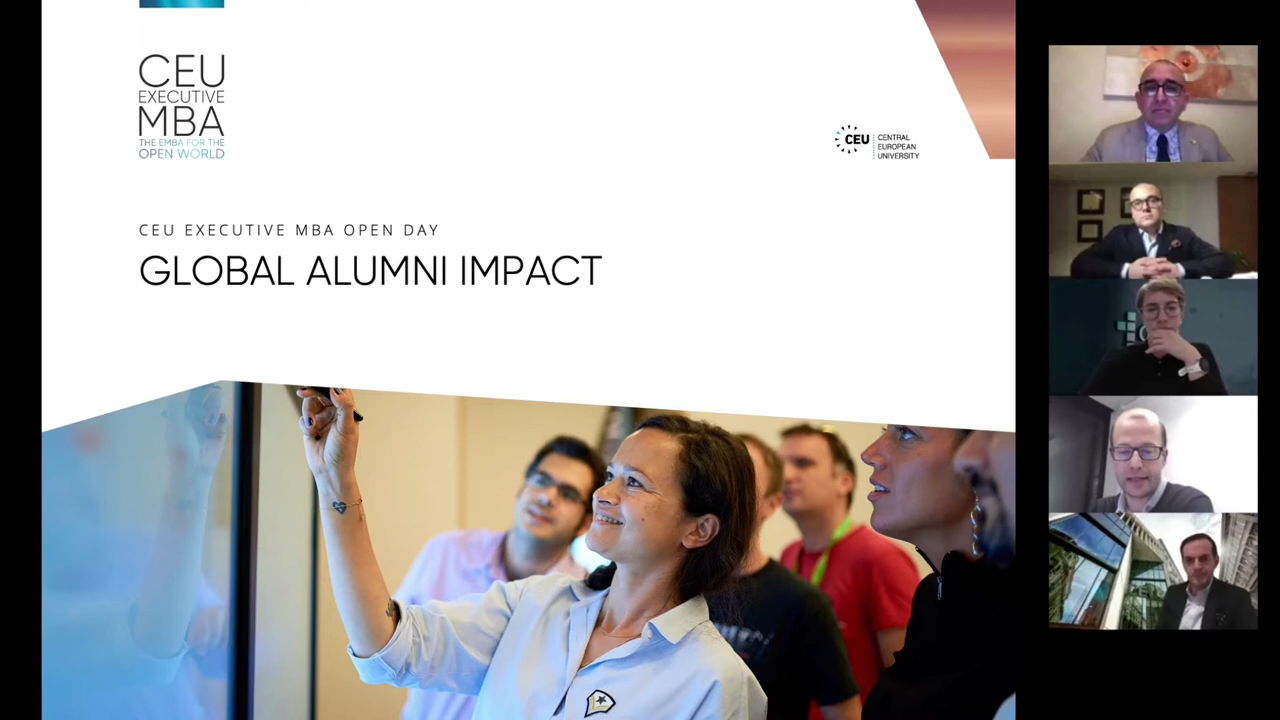 CEU
EXECUTIVE
MBA
THE EMBA FOR THE
OPEN WORLD
CEU
CENTRAL
EUROPEAN
UNIVERSITY
CEU EXECUTIVE MBA OPEN DAY
GLOBAL ALUMNI IMPACT